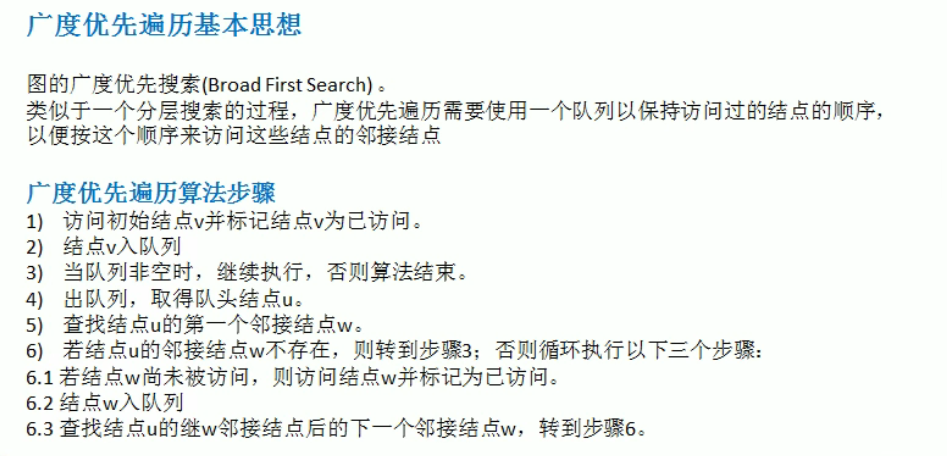 广度优先遍历基本思想
图的广度优先搜索(Broad First Search) 。
类似于一个分层搜索的过程，广度优先遍历需要使用一个队列以保持访问过的结点的顺序，
以便按这个顺序来访问这些结点的邻接结点
广度优先遍历算法步骤
1) 访问初始结点v并标记结点v为已访问。
2) 结点v入队列
3) 当队列非空时，继续执行，否则算法结束。
4) 出队列，取得队头结点u。
5) 查找结点u的第一个邻接结点w。
6) 若结点u的邻接结点w不存在，则转到步骤3；否则循环执行以下三个步骤：
6.1 若结点w尚未被访问，则访问结点w并标记为已访问。
6.2 结点w入队列
6.3 查找结点u的继w邻接结点后的下一个邻接结点w，转到步骤6。